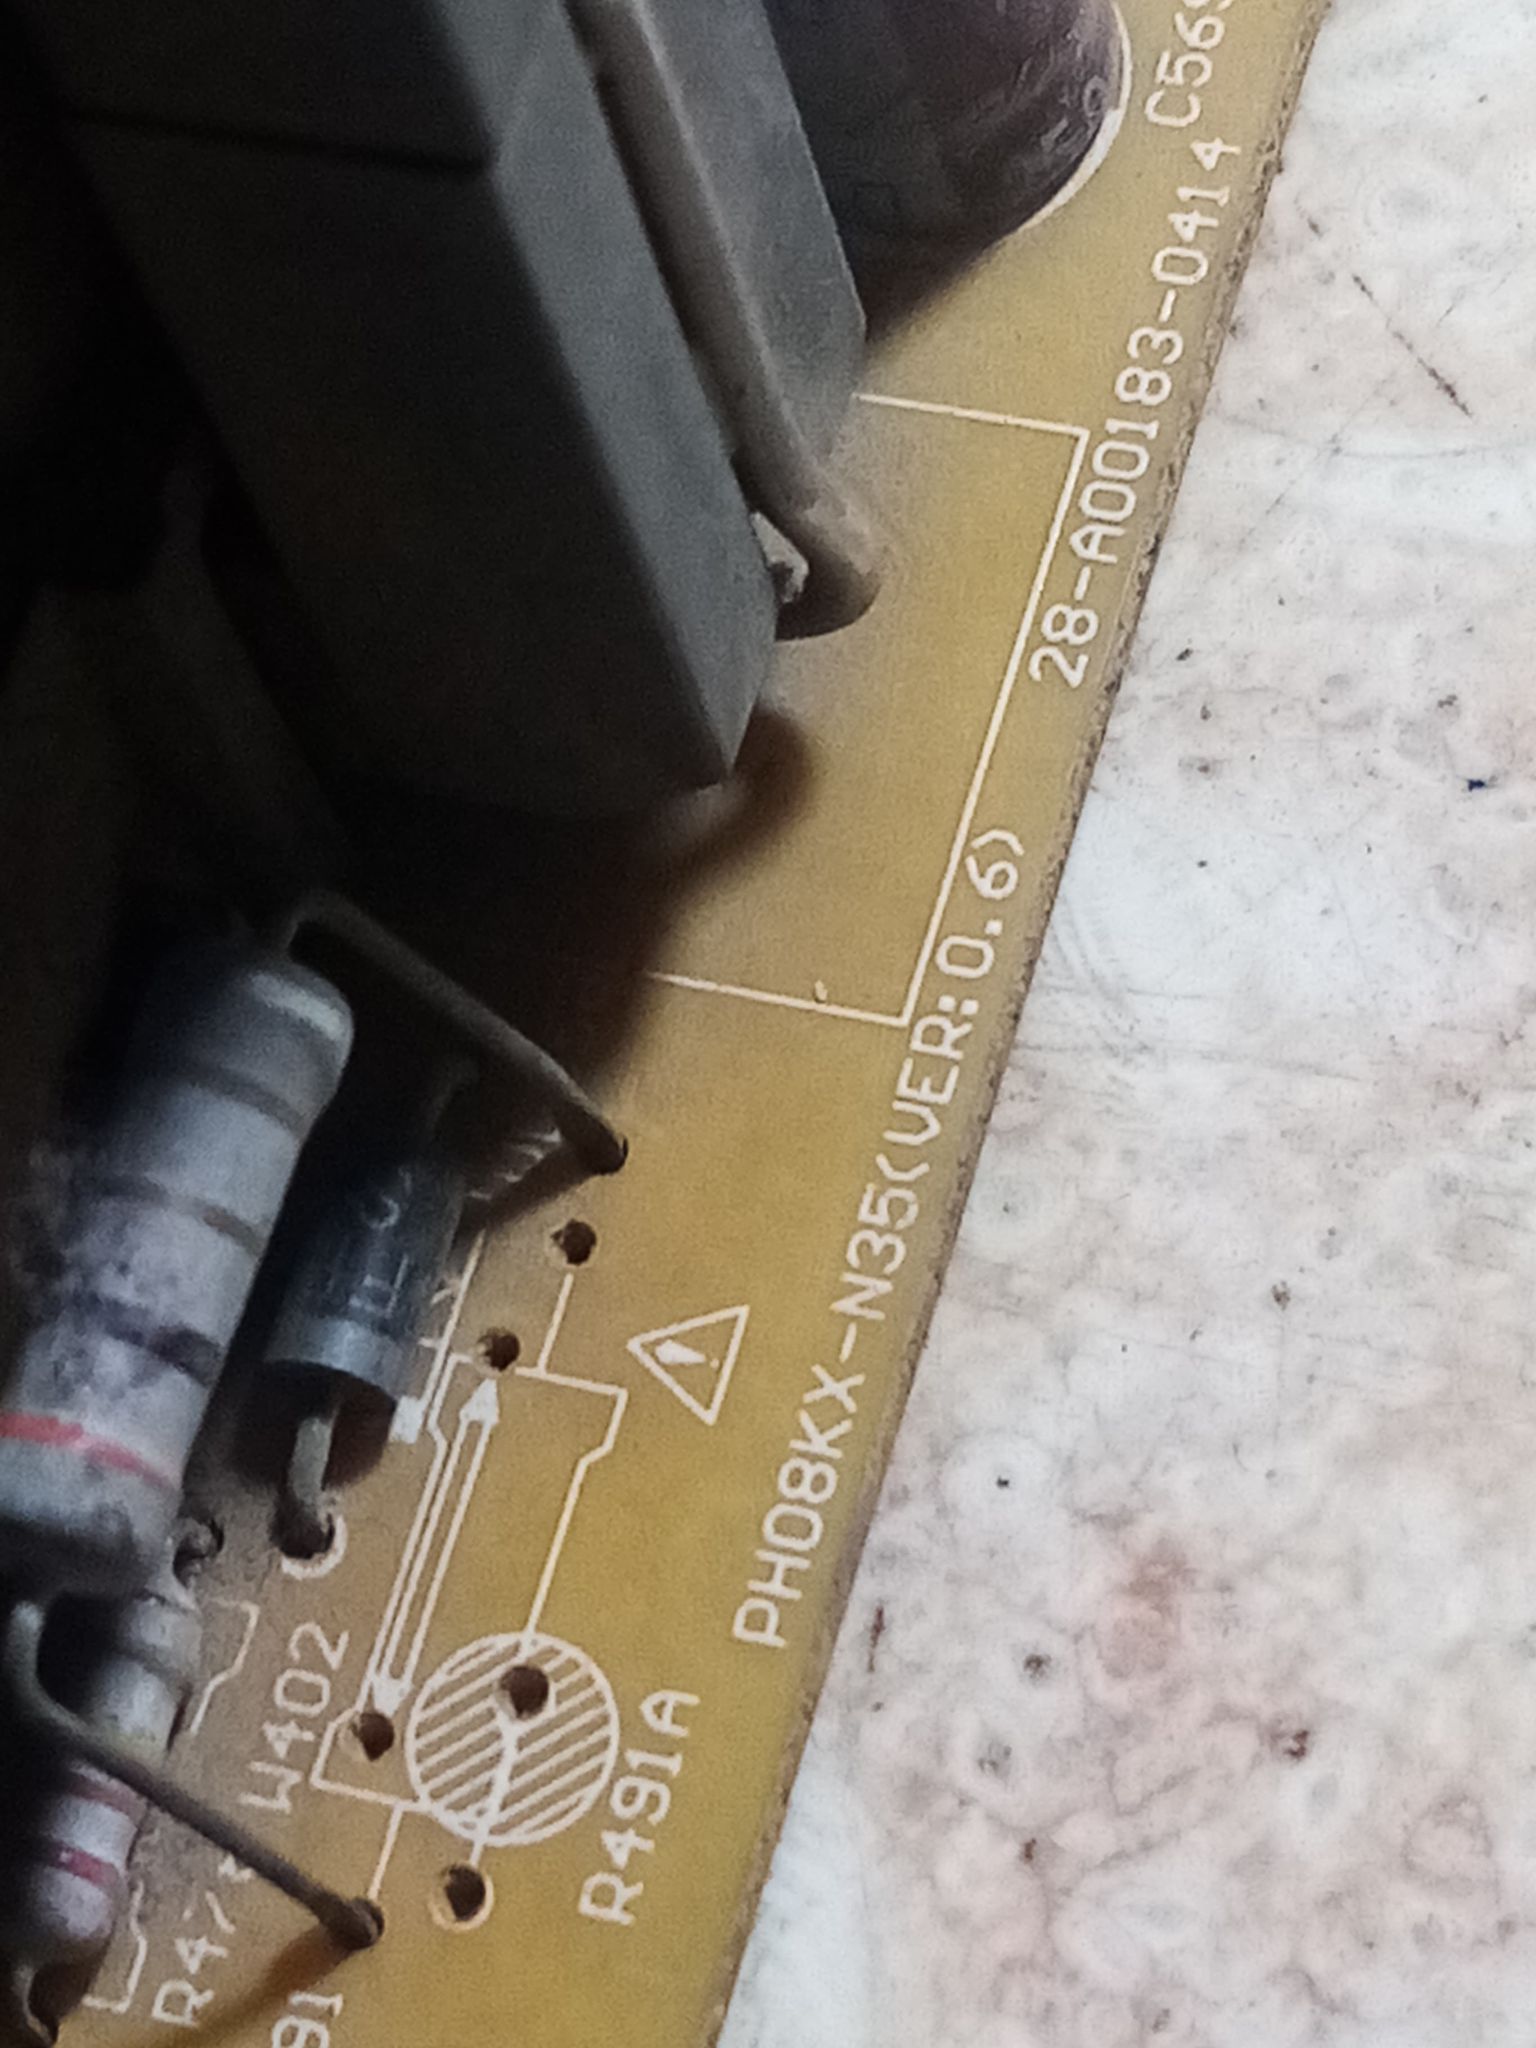 28-A00183-0414
PH08KX-N35(VER:0.6)
R491A
W402